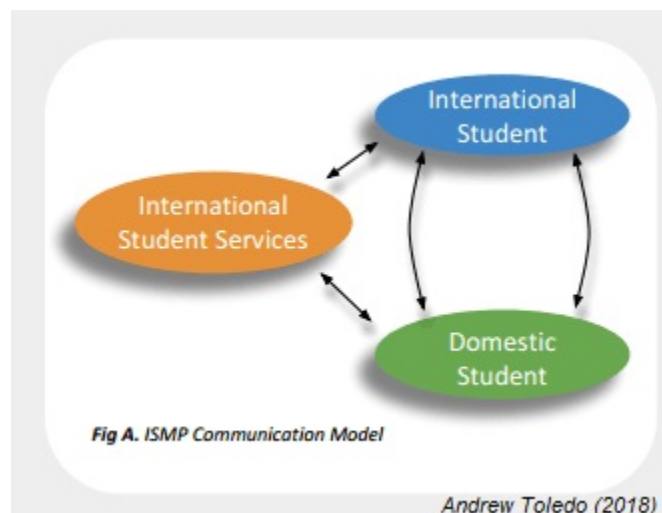 International
Student
International
Student Services
Domestic
Student
Fig A. ISMP Communication Model
Andrew Toledo (2018)